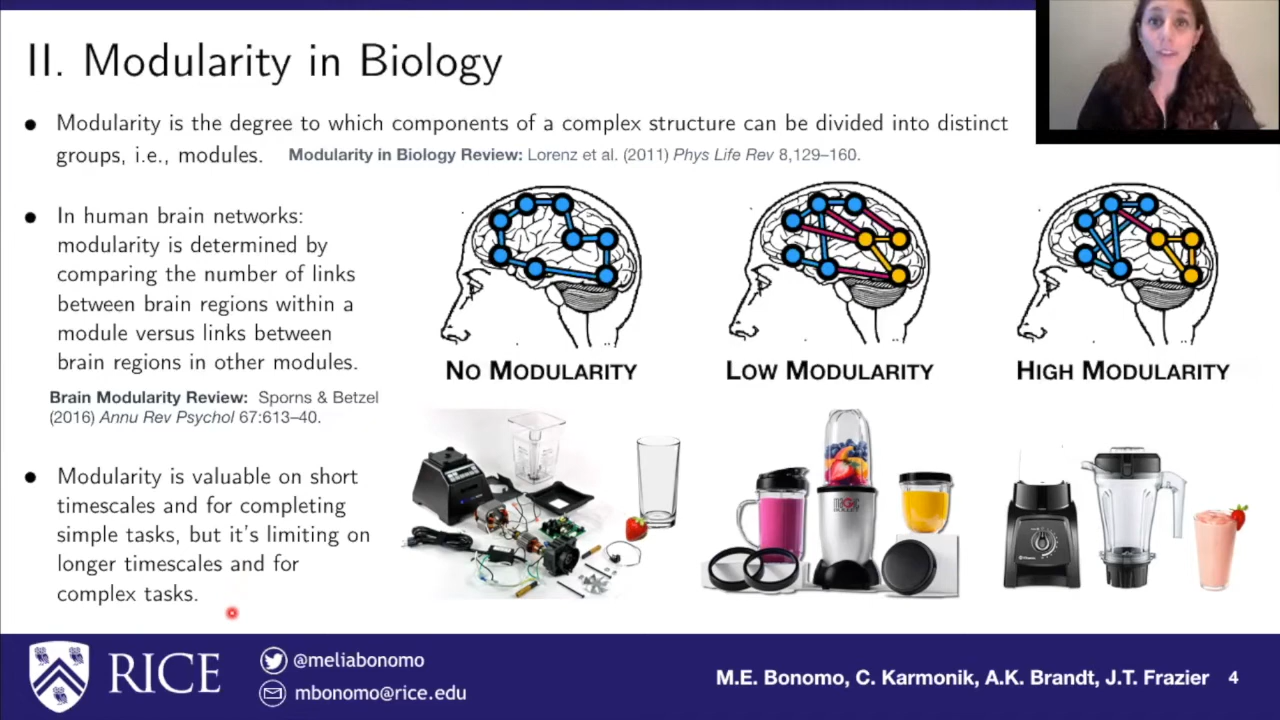 II. Modularity in Biology
● Modularity is the degree to which components of a complex structure can be divided into distinct
groups, i.e., modules. Modularity in Biology Review: Lorenz et al. (2011) Phys Life Rev 8,129–160.
● In human brain networks:
modularity is determined by
comparing the number of links
between brain regions within a
module versus links between
brain regions in other modules.
Brain Modularity Review: Sporns & Betzel
(2016) Annu Rev Psychol 67:613–40.
● Modularity is valuable on short
timescales and for completing
simple tasks, but it's limiting on
longer timescales and for
complex tasks.
NO MODULARITY
LOW MODULARITY
HIGH MODULARITY
MAGIC
BULLET
RICE
@meliabonomo
mbonomo@rice.edu
M.E. Bonomo, C. Karmonik, A.K. Brandt, J.T. Frazier 4